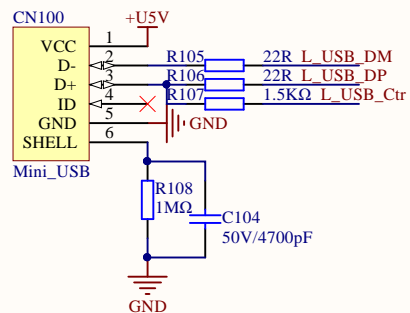 CN100
+U5V
VCC 1
D- 2 R105 22R L_USB_DM
D+ 3 R106 22R L_USB_DP
ID 4 R107 1.5KΩ L_USB_Ctr
GND 5 GND
SHELL 6
Mini_USB
R108
1MΩ
C104
50V/4700pF
GND